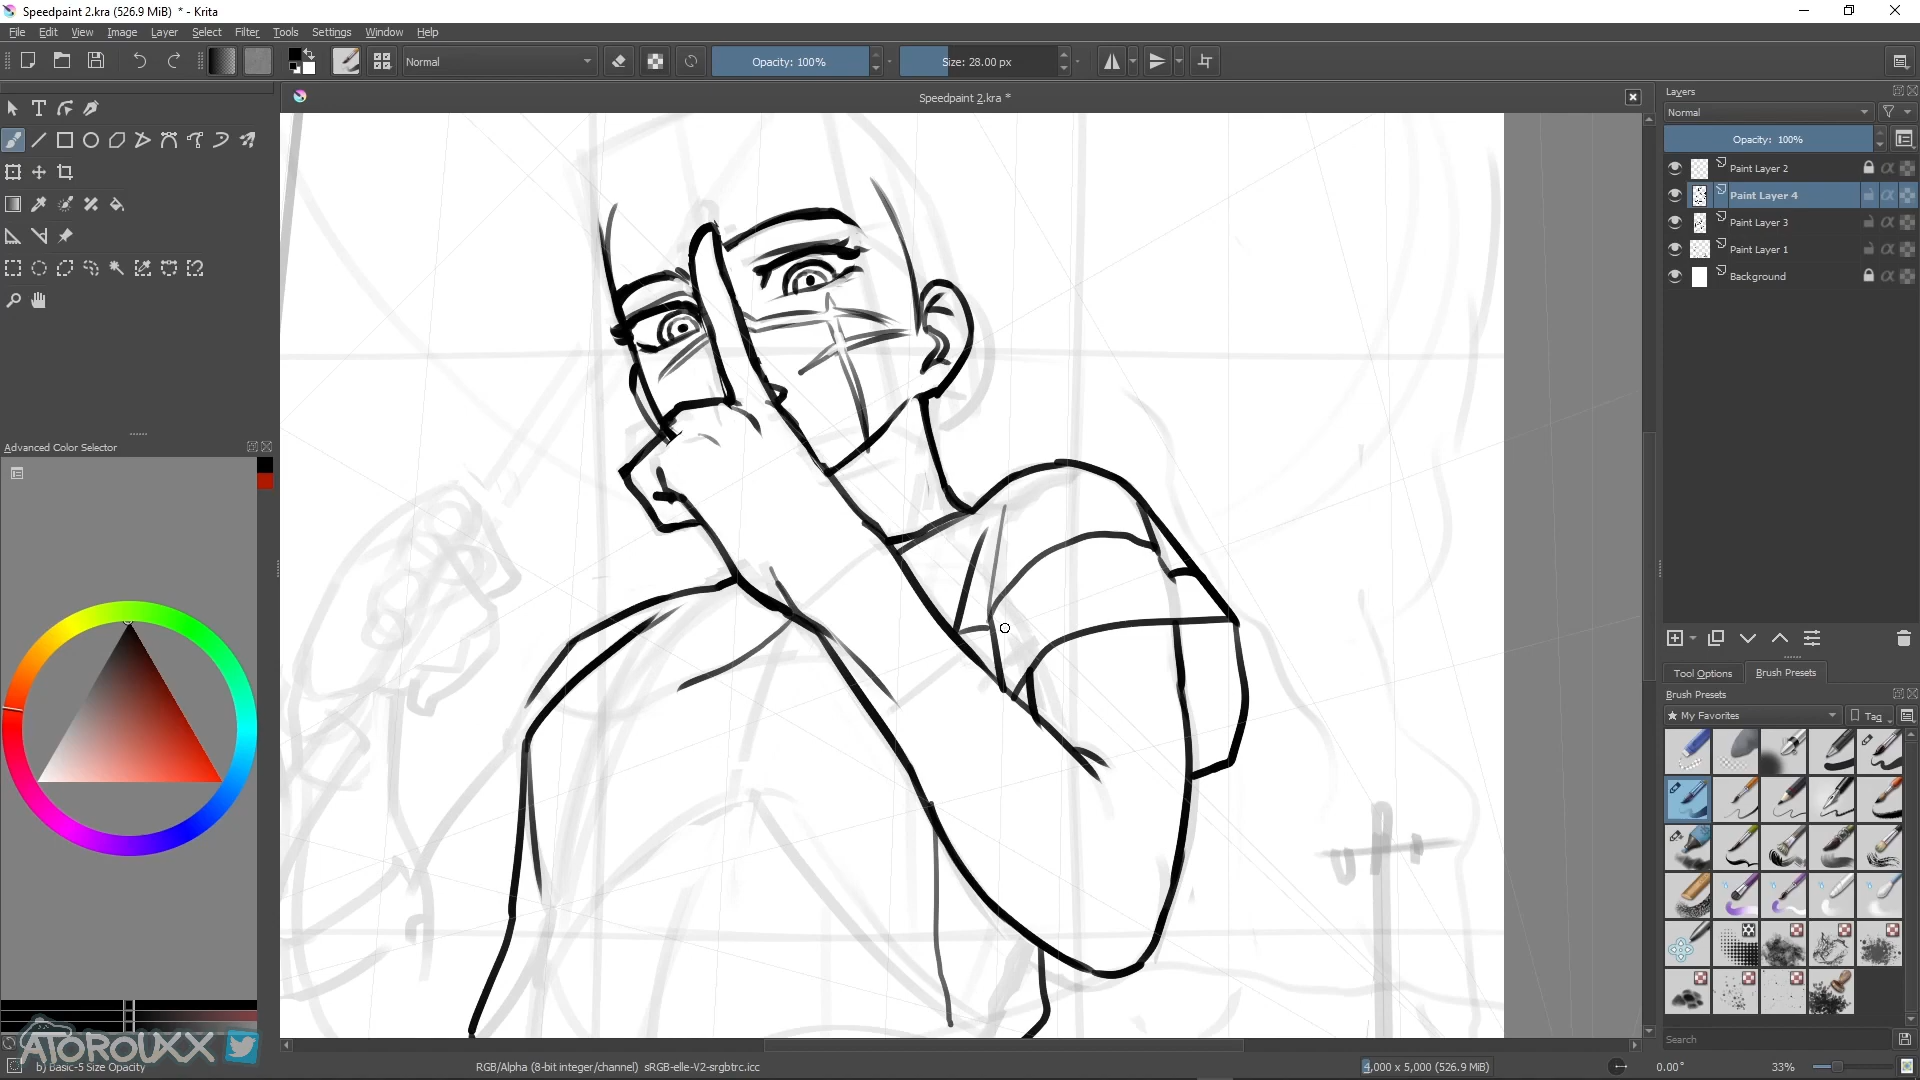 Speedpaint 2.kra (526.9 MiB) * - Krita
File Edit View Image Layer Select Filter Tools Settings Window Help
Normal
Opacity: 100%
Size: 28.00 px
Speedpaint 2.kra *
Layers
Normal
Opacity: 100%
Paint Layer 2
Paint Layer 4
Paint Layer 3
Paint Layer 1
Background
Advanced Color Selector
Tool Options
Brush Presets
Brush Presets
★ My Favorites
Tag
Search
ATOROUXX
b) Basic-5 Size Opacity
RGB/Alpha (8-bit integer/channel) sRGB-elle-V2-srgbtrc.icc
4,000 x 5,000 (526.9 MiB)
0.00°
33%